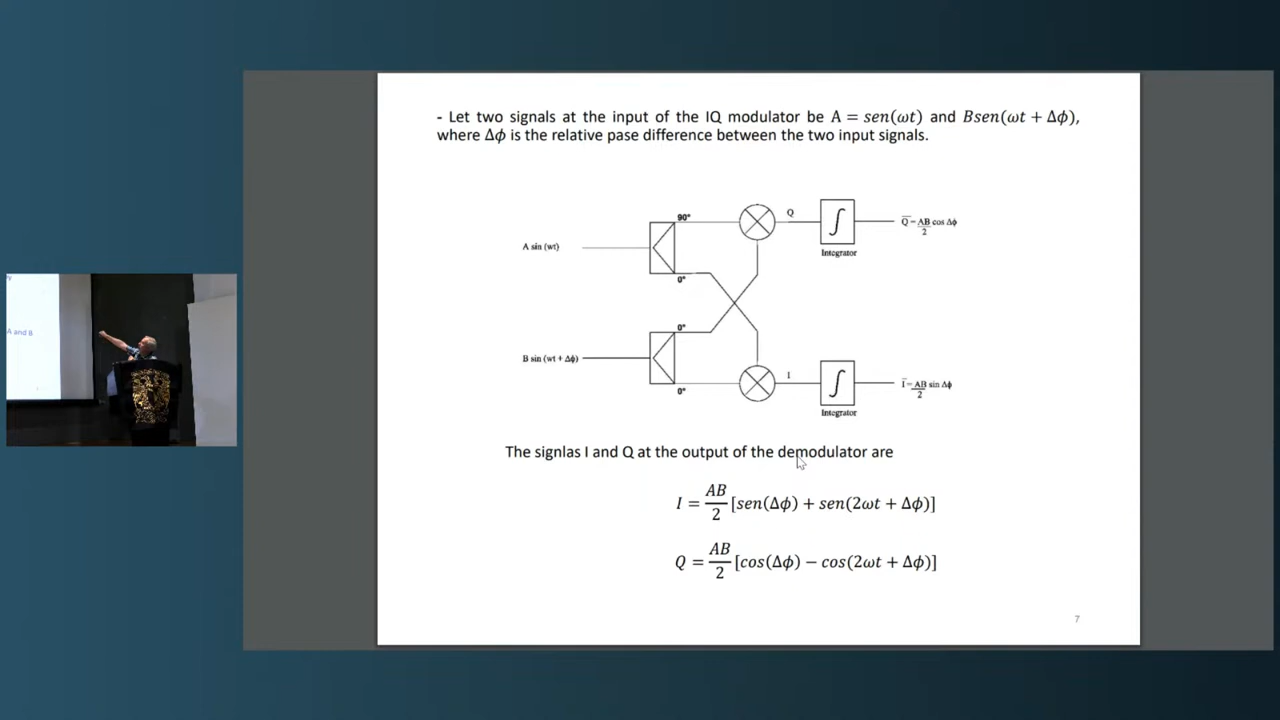 - Let two signals at the input of the IQ modulator be A = sen(ωt) and Bsen(ωt + Δϕ),
where Δϕ is the relative pase difference between the two input signals.
90°
Q
Q̅ = AB/2 cos Δϕ
A sin (wt)
Integrator
0°
0°
B sin (wt + Δϕ)
I
I̅ = AB/2 sin Δϕ
0°
Integrator
The signlas I and Q at the output of the demodulator are
I = AB/2 [sen(Δϕ) + sen(2ωt + Δϕ)]
Q = AB/2 [cos(Δϕ) − cos(2ωt + Δϕ)]
7
A and B